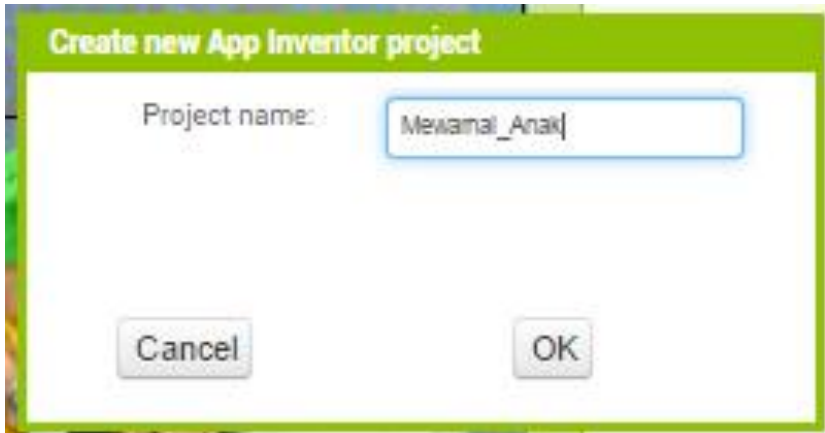 Create new App Inventor project
Project name:
Mewarnai_Anak
Cancel
OK